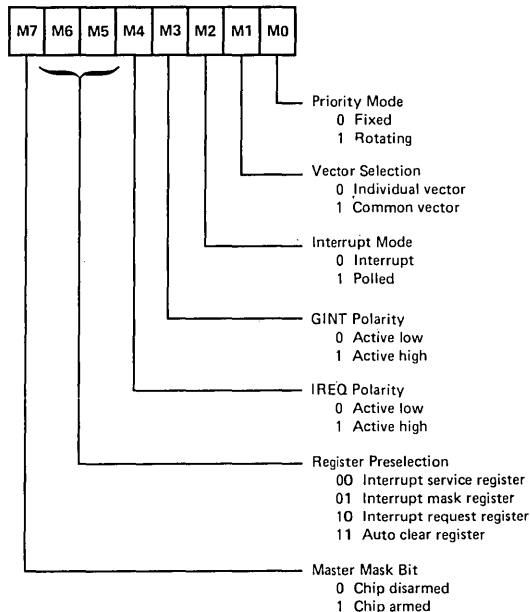 M7 M6 M5 M4 M3 M2 M1 M0
Priority Mode
0 Fixed
1 Rotating
Vector Selection
0 Individual vector
1 Common vector
Interrupt Mode
0 Interrupt
1 Polled
GINT Polarity
0 Active low
1 Active high
IREQ Polarity
0 Active low
1 Active high
Register Preselection
00 Interrupt service register
01 Interrupt mask register
10 Interrupt request register
11 Auto clear register
Master Mask Bit
0 Chip disarmed
1 Chip armed